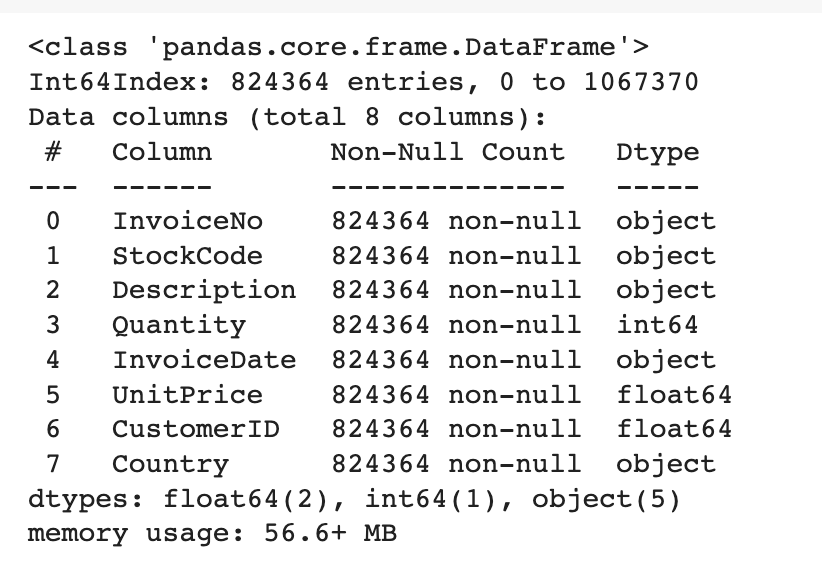 <class 'pandas.core.frame.DataFrame'>
Int64Index: 824364 entries, 0 to 1067370
Data columns (total 8 columns):
 #   Column       Non-Null Count   Dtype
---  ------       --------------   -----
 0   InvoiceNo    824364 non-null  object
 1   StockCode    824364 non-null  object
 2   Description  824364 non-null  object
 3   Quantity     824364 non-null  int64
 4   InvoiceDate  824364 non-null  object
 5   UnitPrice    824364 non-null  float64
 6   CustomerID   824364 non-null  float64
 7   Country      824364 non-null  object
dtypes: float64(2), int64(1), object(5)
memory usage: 56.6+ MB